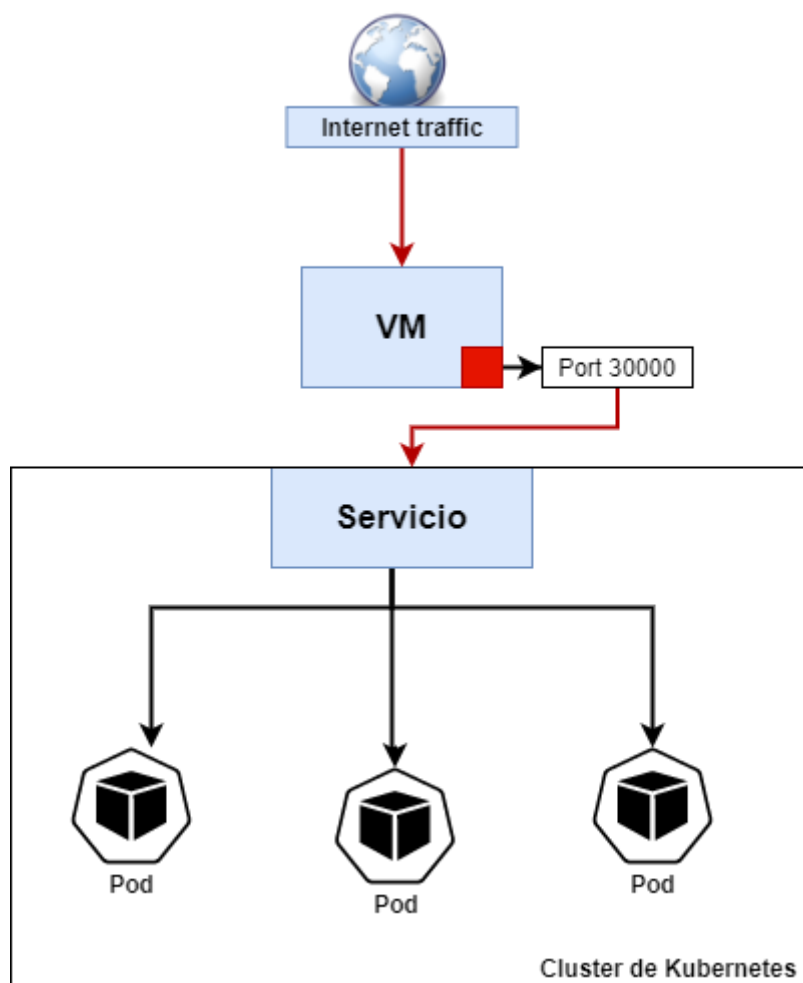 Internet traffic
VM
Port 30000
Servicio
Pod
Pod
Pod
Cluster de Kubernetes